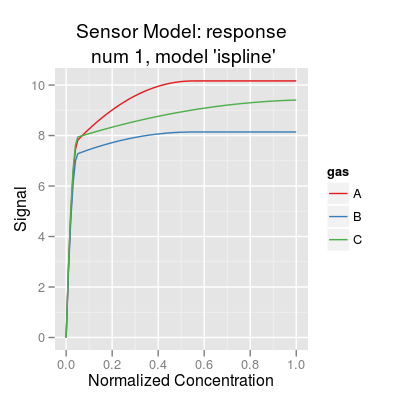 Sensor Model: response
num 1, model 'ispline'
10
8
6
4
2
0
Signal
0.0 0.2 0.4 0.6 0.8 1.0
Normalized Concentration
gas
A
B
C